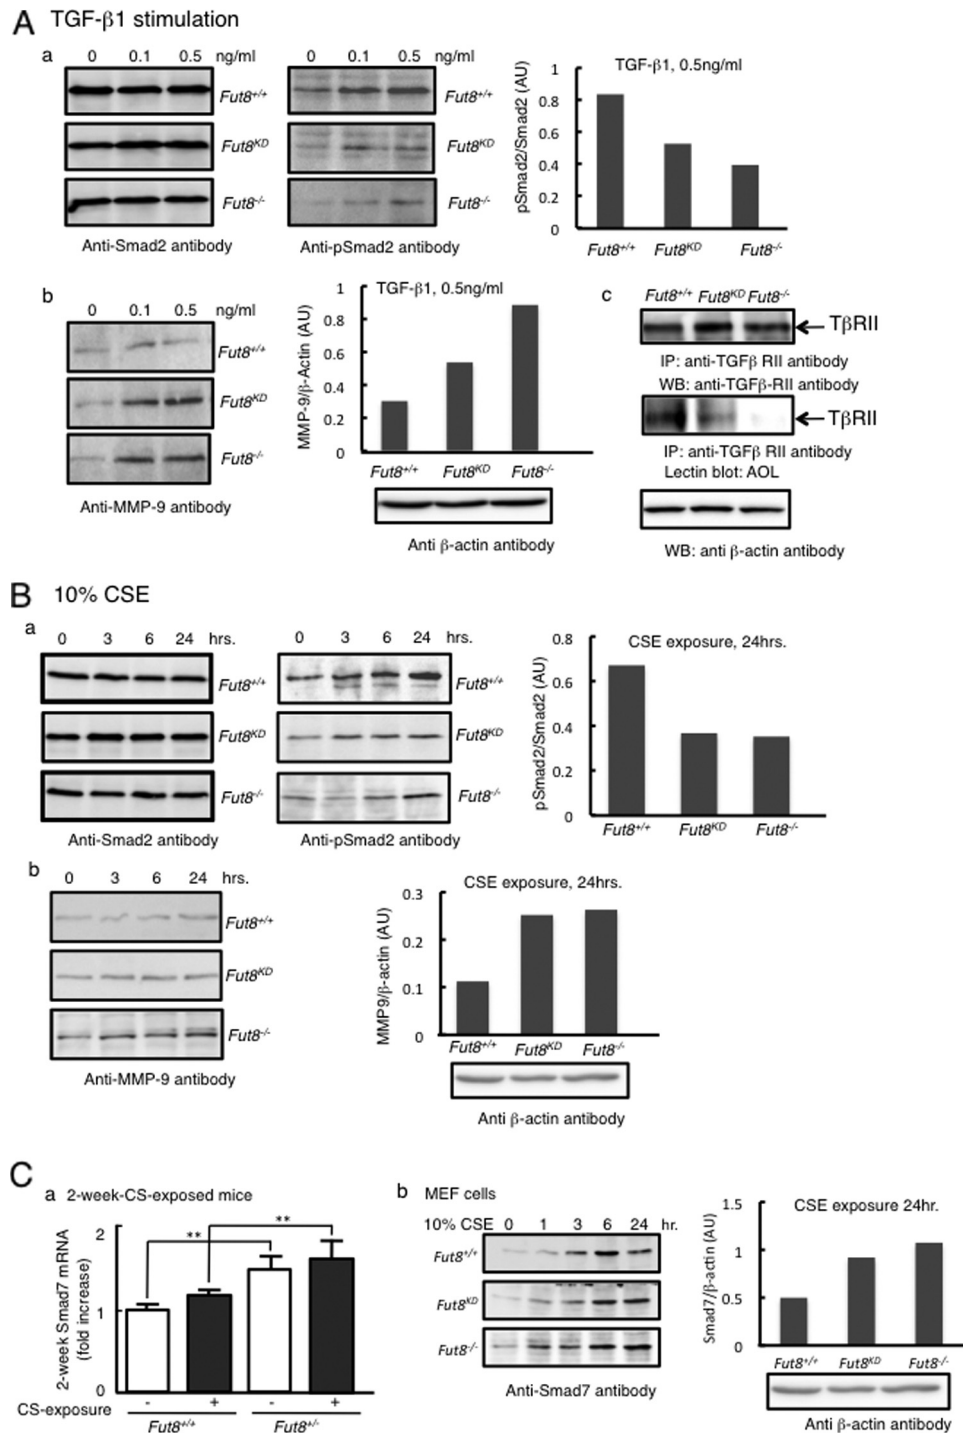 A TGF-β1 stimulation
a
0 0.1 0.5 ng/ml
Fut8+/+
Fut8KD
Fut8-/-
Anti-Smad2 antibody
0 0.1 0.5 ng/ml
Fut8+/+
Fut8KD
Fut8-/-
Anti-pSmad2 antibody
TGF-β1, 0.5ng/ml
pSmad2/Smad2 (AU)
1
0.8
0.6
0.4
0.2
0
Fut8+/+ Fut8KD Fut8-/-
b
0 0.1 0.5 ng/ml
Fut8+/+
Fut8KD
Fut8-/-
Anti-MMP-9 antibody
TGF-β1, 0.5ng/ml
MMP-9/β-Actin (AU)
1
0.8
0.6
0.4
0.2
0
Fut8+/+ Fut8KD Fut8-/-
Anti β-actin antibody
c
Fut8+/+ Fut8KD Fut8-/-
TβRII
IP: anti-TGFβ RII antibody
WB: anti-TGFβ-RII antibody
TβRII
IP: anti-TGFβ RII antibody
Lectin blot: AOL
WB: anti β-actin antibody
B 10% CSE
a
0 3 6 24 hrs.
Fut8+/+
Fut8KD
Fut8-/-
Anti-Smad2 antibody
0 3 6 24 hrs.
Fut8+/+
Fut8KD
Fut8-/-
Anti-pSmad2 antibody
CSE exposure, 24hrs.
pSmad2/Smad2 (AU)
0.8
0.6
0.4
0.2
0
Fut8+/+ Fut8KD Fut8-/-
b
0 3 6 24 hrs.
Fut8+/+
Fut8KD
Fut8-/-
Anti-MMP-9 antibody
CSE exposure, 24hrs.
MMP9/β-actin (AU)
0.3
0.2
0.1
0
Fut8+/+ Fut8KD Fut8-/-
Anti β-actin antibody
C
a 2-week-CS-exposed mice
2-week Smad7 mRNA
(fold increase)
2
1
0
**
**
CS-exposure - + - +
Fut8+/+ Fut8+/-
b MEF cells
10% CSE 0 1 3 6 24 hr.
Fut8+/+
Fut8KD
Fut8-/-
Anti-Smad7 antibody
CSE exposure 24hr.
Smad7/β-actin (AU)
1.5
1
0.5
0
Fut8+/+ Fut8KD Fut8-/-
Anti β-actin antibody